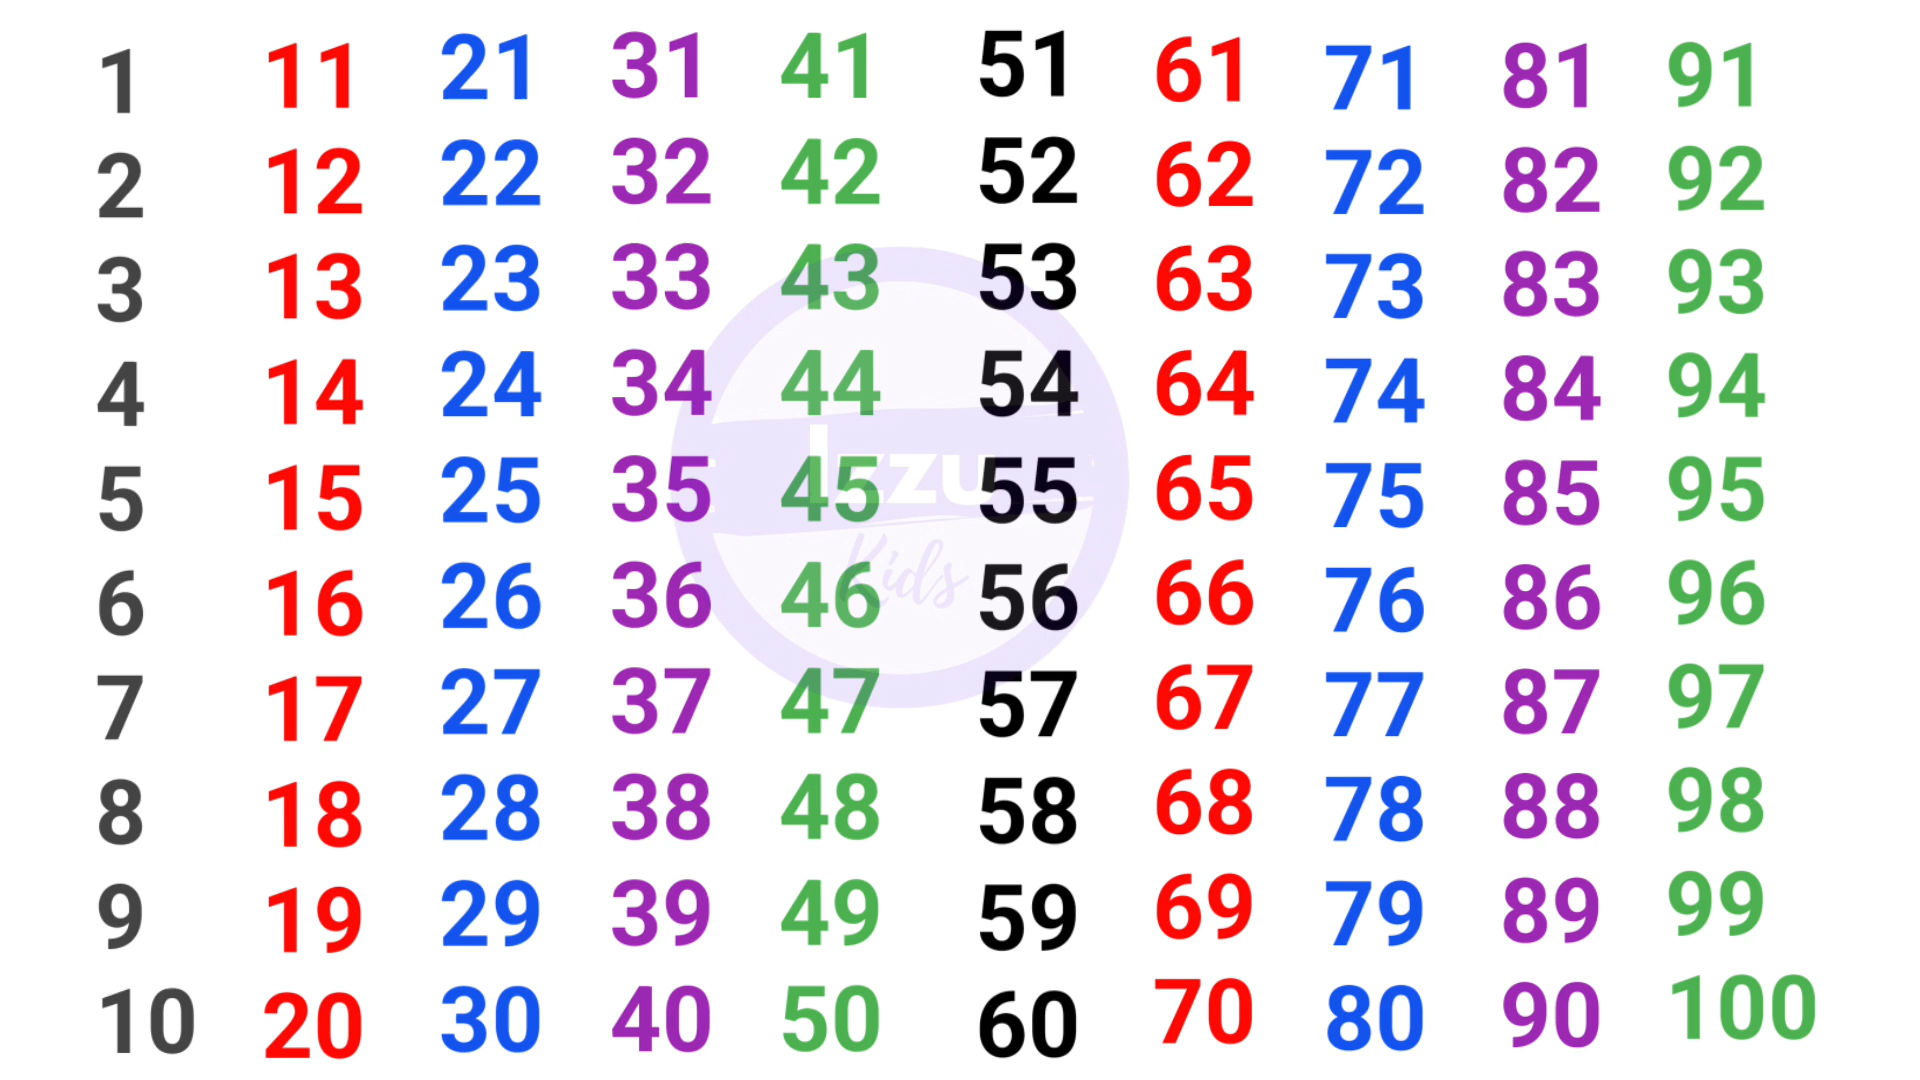 1 11 21 31 41 51 61 71 81 91
2 12 22 32 42 52 62 72 82 92
3 13 23 33 43 53 63 73 83 93
4 14 24 34 44 54 64 74 84 94
Izzu
5 15 25 35 45 55 65 75 85 95
Kids
6 16 26 36 46 56 66 76 86 96
7 17 27 37 47 57 67 77 87 97
8 18 28 38 48 58 68 78 88 98
9 19 29 39 49 59 69 79 89 99
10 20 30 40 50 60 70 80 90 100